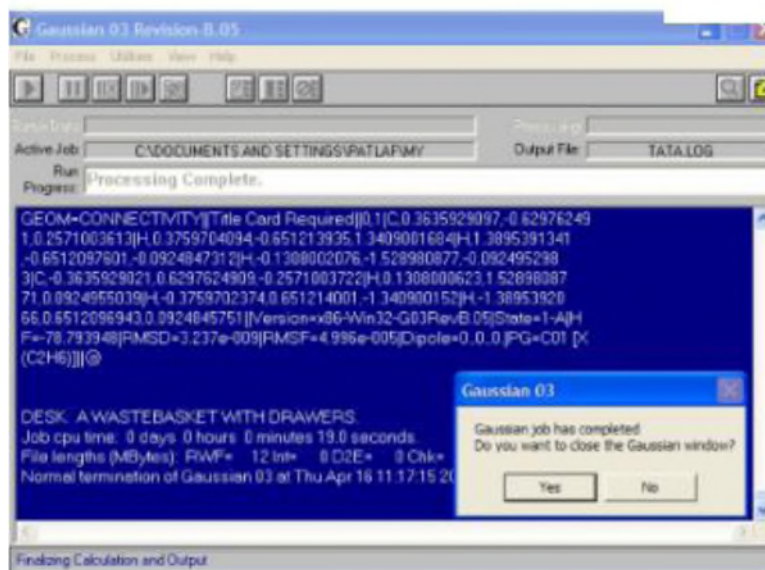 Gaussian 03 Revision-B.05
File Process Utilities View Help
Active Job: C:\DOCUMENTS AND SETTINGS\PATLAF\MY Output File: TATA.LOG
Run Progress: Processing Complete.
GEOM=CONNECTIVITY||Title Card Required||0,1|C,0.3635929097,-0.62976249
1,0.2571003613|H,0.3759704094,-0.651213935,1.3409001684|H,1.3895391341
,-0.6512097601,-0.0924847312|H,-0.1308002076,-1.528980877,-0.092495298
3|C,-0.3635929021,0.6297624909,-0.2571003722|H,0.1308000623,1.52898087
71,0.0924955039|H,-0.3759702374,0.651214001,-1.340900152|H,-1.38953920
66,0.6512096943,0.0924845751||Version=x86-Win32-G03RevB.05|State=1-A|H
F=-78.793948|RMSD=3.237e-009|RMSF=4.996e-005|Dipole=0.,0.,0.|PG=C01 [X
(C2H6)]||@
DESK. A WASTEBASKET WITH DRAWERS.
Job cpu time: 0 days 0 hours 0 minutes 19.0 seconds.
File lengths (MBytes): RWF= 12 Int= 0 D2E= 0 Chk=
Normal termination of Gaussian 03 at Thu Apr 16 11:17:15 20
Gaussian 03
Gaussian job has completed
Do you want to close the Gaussian window?
Yes No
Finalizing Calculation and Output